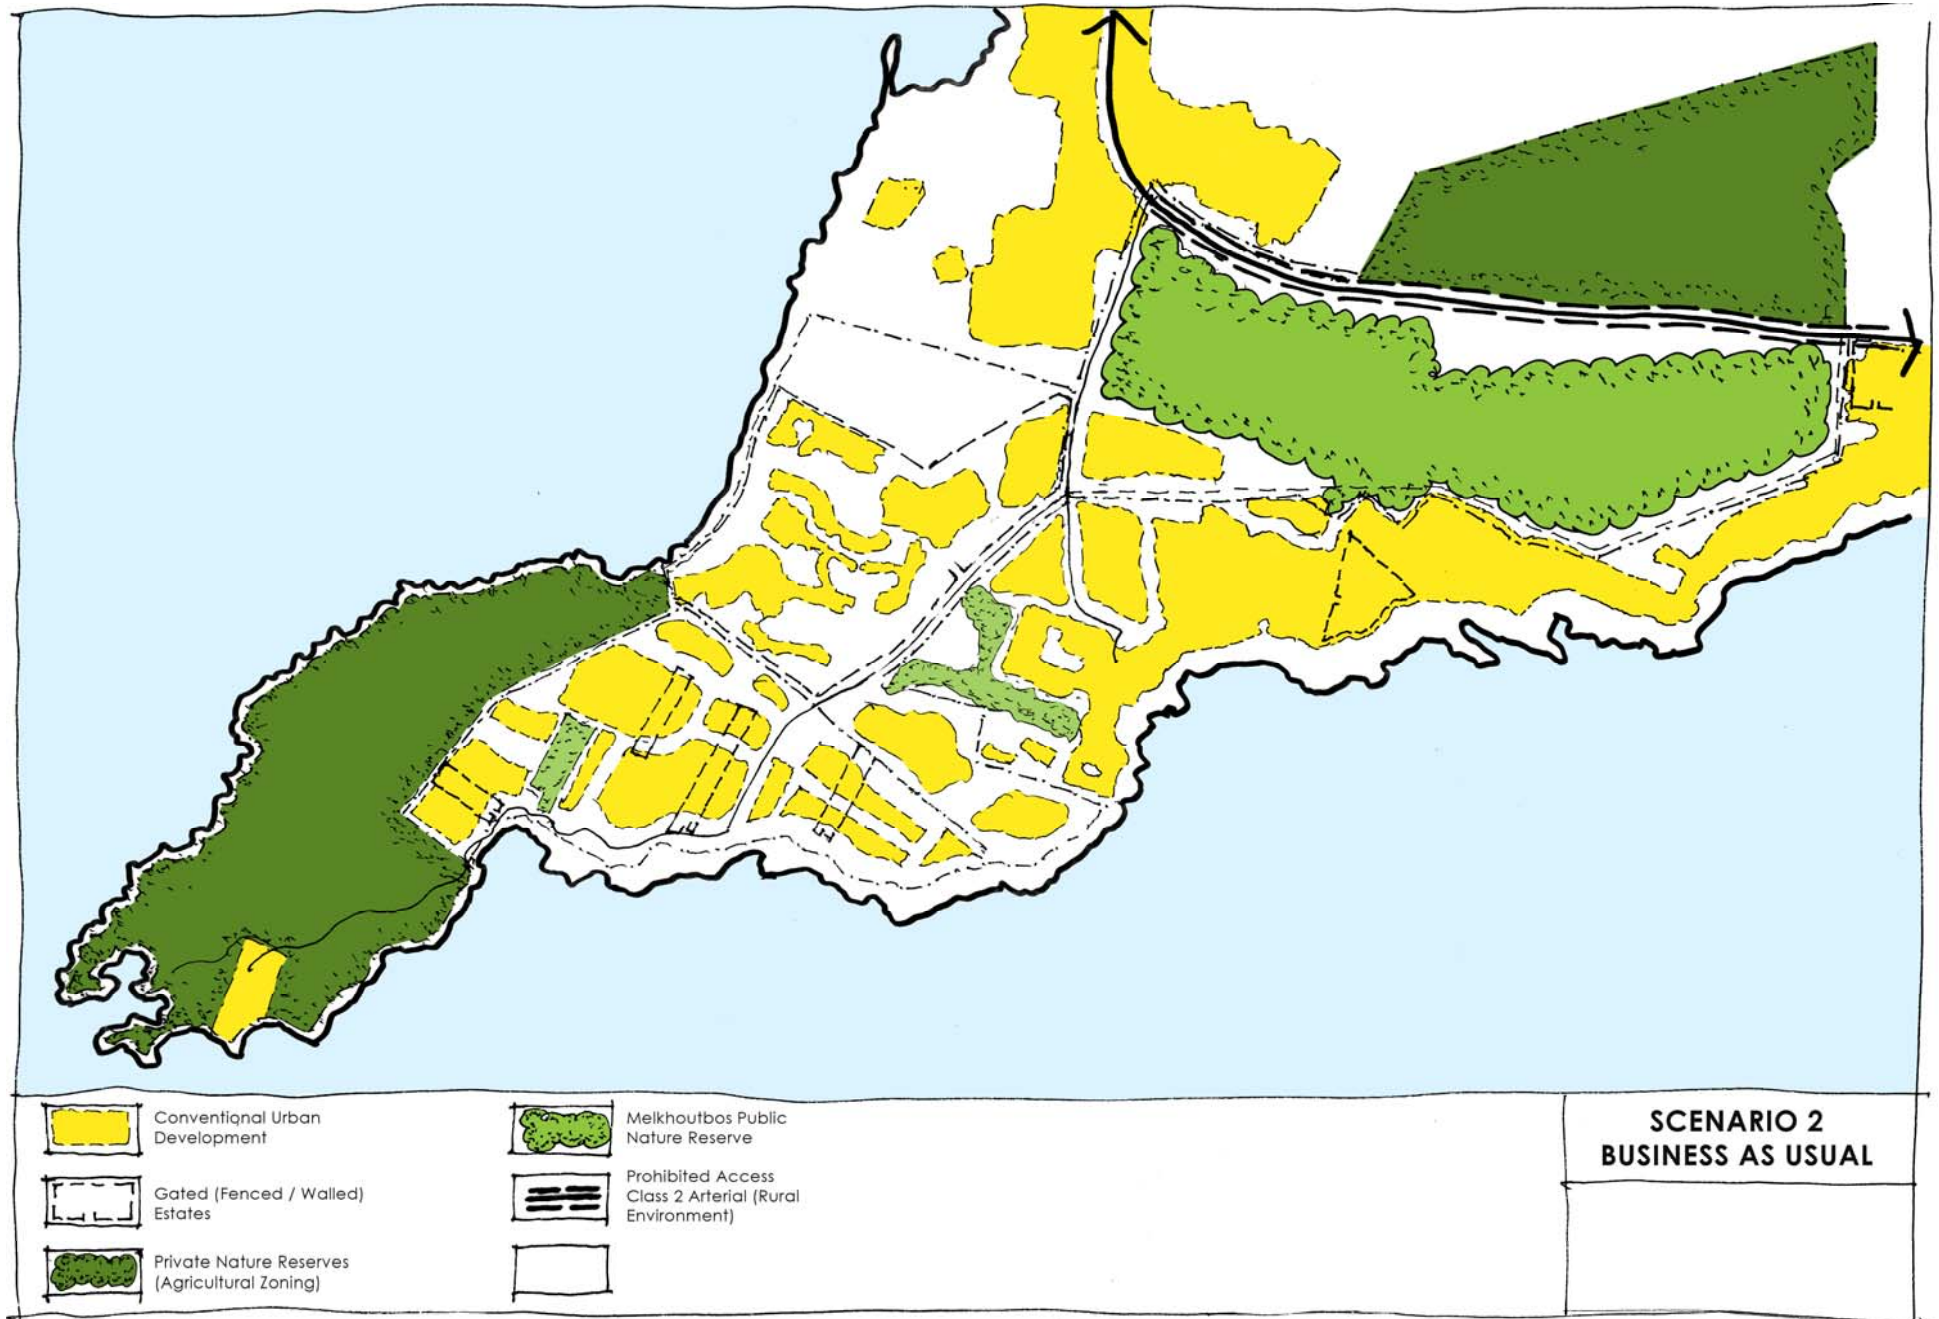 Conventional Urban
Development
Gated (Fenced / Walled)
Estates
Private Nature Reserves
(Agricultural Zoning)
Melkhoutbos Public
Nature Reserve
Prohibited Access
Class 2 Arterial (Rural
Environment)
SCENARIO 2
BUSINESS AS USUAL